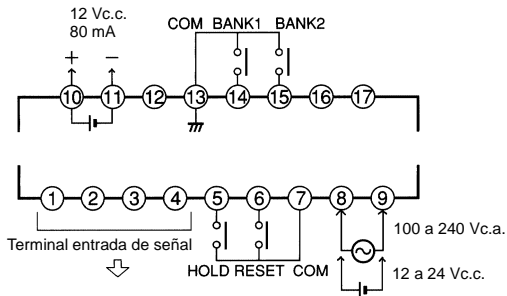 12 Vc.c.
80 mA
COM BANK1 BANK2
+ −
10 11 12 13 14 15 16 17
1 2 3 4 5 6 7 8 9
Terminal entrada de señal
HOLD RESET COM
100 a 240 Vc.a.
12 a 24 Vc.c.